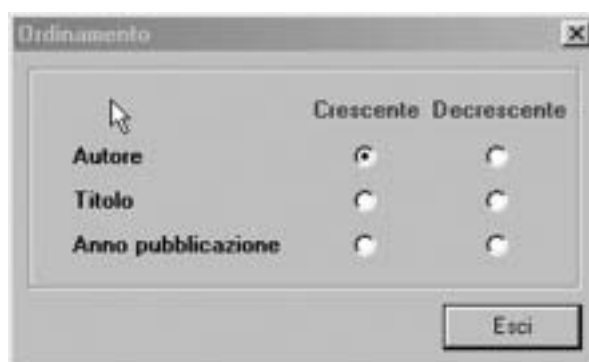 Ordinamento
Crescente Decrescente
Autore
Titolo
Anno pubblicazione
Esci